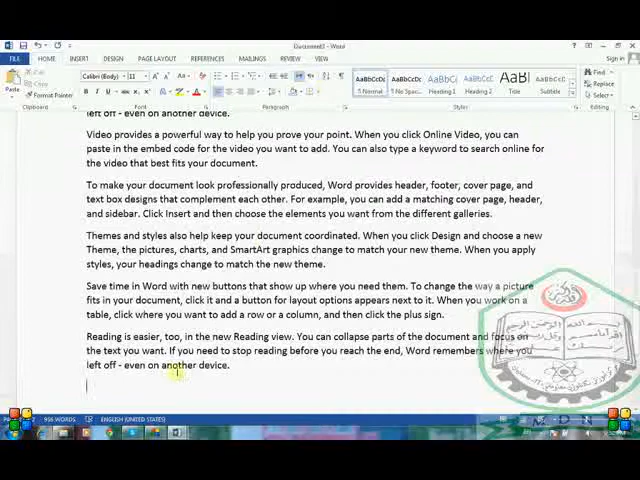 Document1 - Word
Sign in
FILE HOME INSERT DESIGN PAGE LAYOUT REFERENCES MAILINGS REVIEW VIEW
Cut
Copy
Paste
Format Painter
Calibri (Body) 11
AaBbCcDc AaBbCcDc AaBbCc AaBbCc AaBl AaBbCcD
¶ Normal ¶ No Spac... Heading 1 Heading 2 Title Subtitle
Find
Replace
Select
Clipboard Font Paragraph Styles Editing
left off - even on another device.
Video provides a powerful way to help you prove your point. When you click Online Video, you can
paste in the embed code for the video you want to add. You can also type a keyword to search online for
the video that best fits your document.
To make your document look professionally produced, Word provides header, footer, cover page, and
text box designs that complement each other. For example, you can add a matching cover page, header,
and sidebar. Click Insert and then choose the elements you want from the different galleries.
Themes and styles also help keep your document coordinated. When you click Design and choose a new
Theme, the pictures, charts, and SmartArt graphics change to match your new theme. When you apply
styles, your headings change to match the new theme.
Save time in Word with new buttons that show up where you need them. To change the way a picture
fits in your document, click it and a button for layout options appears next to it. When you work on a
table, click where you want to add a row or a column, and then click the plus sign.
Reading is easier, too, in the new Reading view. You can collapse parts of the document and focus on
the text you want. If you need to stop reading before you reach the end, Word remembers where you
left off - even on another device.
956 WORDS ENGLISH (UNITED STATES)